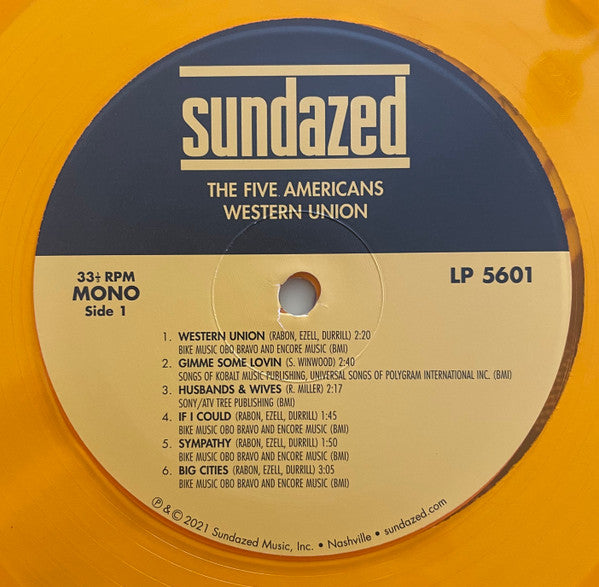 sundazed
THE FIVE AMERICANS
WESTERN UNION
33⅓ RPM
MONO
Side 1
LP 5601
1. WESTERN UNION (RABON, EZELL, DURRILL) 2:20
BIKE MUSIC OBO BRAVO AND ENCORE MUSIC (BMI)
2. GIMME SOME LOVIN (S. WINWOOD) 2:40
SONGS OF KOBALT MUSIC PUBLISHING, UNIVERSAL SONGS OF POLYGRAM INTERNATIONAL INC. (BMI)
3. HUSBANDS & WIVES (R. MILLER) 2:17
SONY/ATV TREE PUBLISHING (BMI)
4. IF I COULD (RABON, EZELL, DURRILL) 1:45
BIKE MUSIC OBO BRAVO AND ENCORE MUSIC (BMI)
5. SYMPATHY (RABON, EZELL, DURRILL) 1:50
BIKE MUSIC OBO BRAVO AND ENCORE MUSIC (BMI)
6. BIG CITIES (RABON, EZELL, DURRILL) 3:05
BIKE MUSIC OBO BRAVO AND ENCORE MUSIC (BMI)
℗ & © 2021 Sundazed Music, Inc. • Nashville • sundazed.com